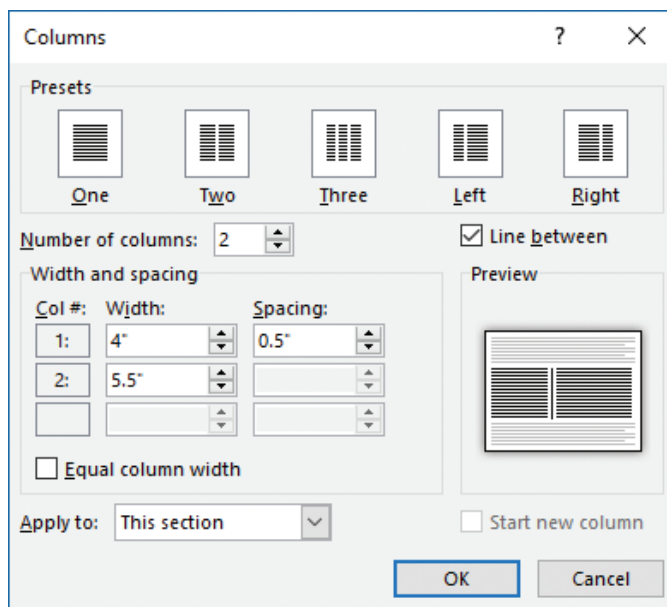 Columns ? ×
Presets
One Two Three Left Right
Number of columns: 2 Line between
Width and spacing Preview
Col #: Width: Spacing:
1: 4" 0.5"
2: 5.5"
Equal column width
Apply to: This section Start new column
OK Cancel